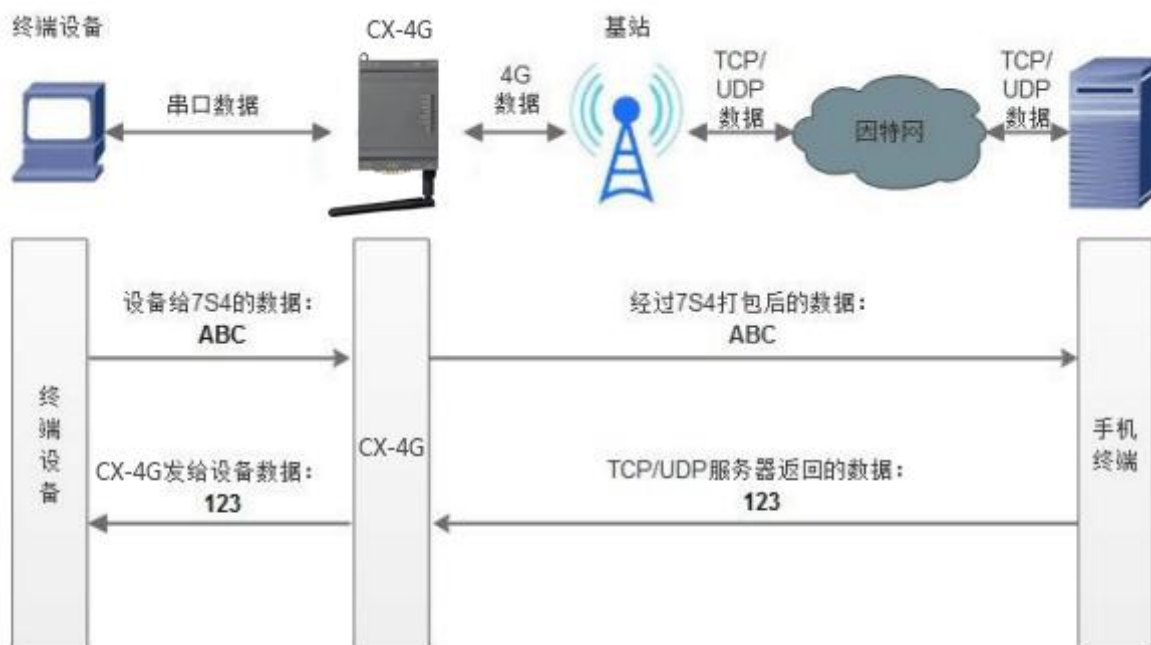 终端设备
CX-4G
基站
串口数据
4G
数据
TCP/
UDP
数据
因特网
TCP/
UDP
数据
设备给7S4的数据：
ABC
经过7S4打包后的数据：
ABC
终端设备
CX-4G
手机
终端
CX-4G发给设备数据：
123
TCP/UDP服务器返回的数据：
123